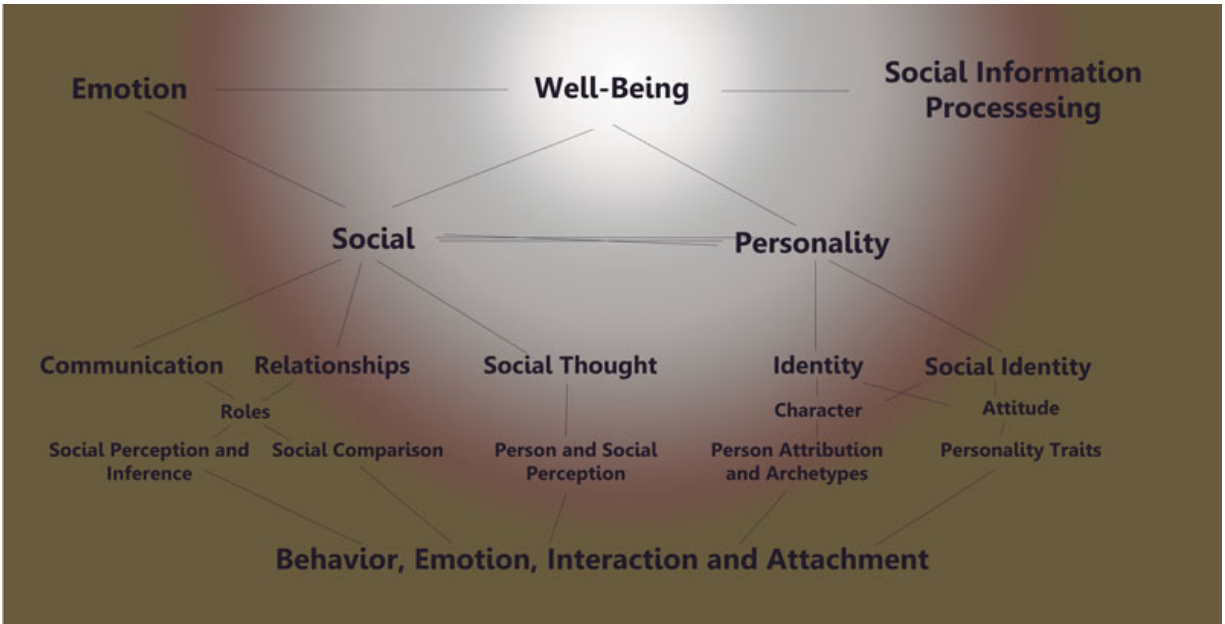 Emotion
Well-Being
Social Information
Processesing
Social
Personality
Communication
Relationships
Social Thought
Identity
Social Identity
Roles
Character
Attitude
Social Perception and
Inference
Social Comparison
Person and Social
Perception
Person Attribution
and Archetypes
Personality Traits
Behavior, Emotion, Interaction and Attachment